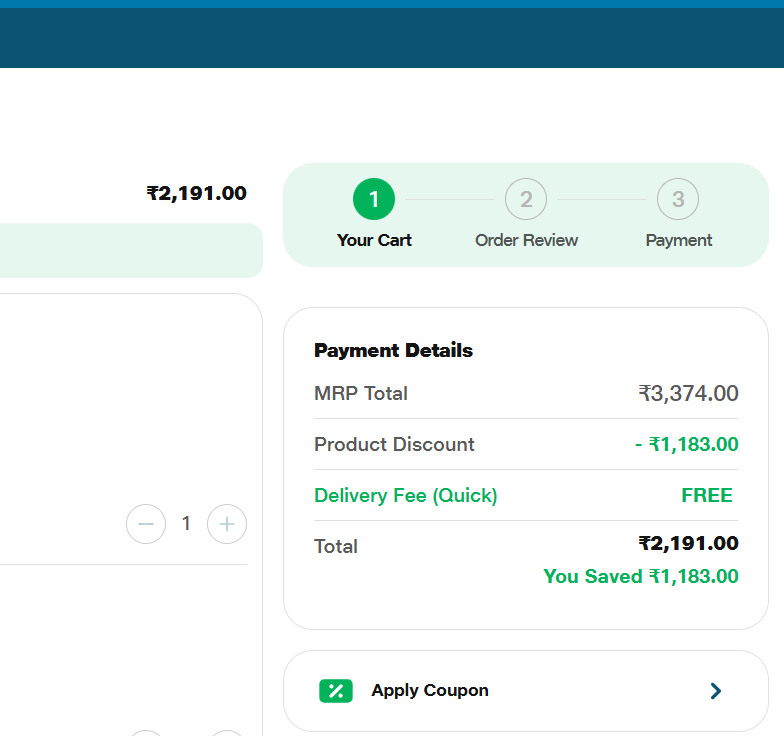 ₹2,191.00
1
2
3
Your Cart
Order Review
Payment
1
Payment Details
MRP Total ₹3,374.00
Product Discount - ₹1,183.00
Delivery Fee (Quick) FREE
Total ₹2,191.00
You Saved ₹1,183.00
Apply Coupon